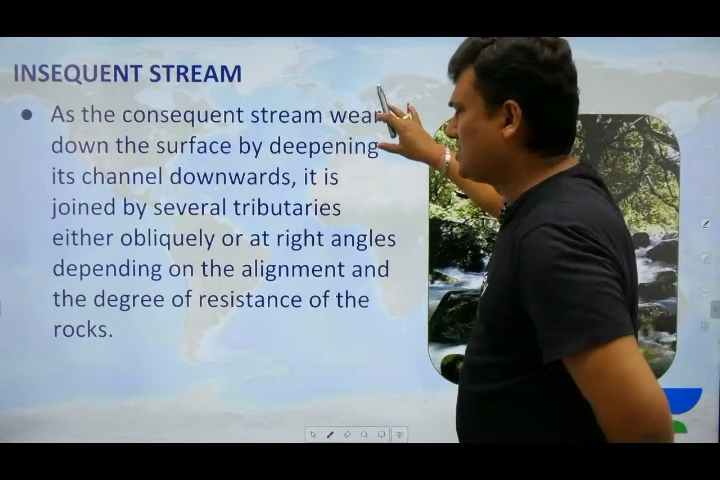 INSEQUENT STREAM
● As the consequent stream wear
down the surface by deepening
its channel downwards, it is
joined by several tributaries
either obliquely or at right angles
depending on the alignment and
the degree of resistance of the
rocks.